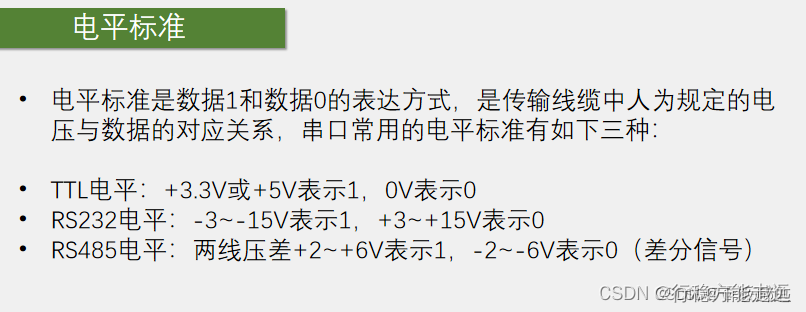 电平标准
• 电平标准是数据1和数据0的表达方式，是传输线缆中人为规定的电
压与数据的对应关系，串口常用的电平标准有如下三种：
• TTL电平：+3.3V或+5V表示1，0V表示0
• RS232电平：-3~-15V表示1，+3~+15V表示0
• RS485电平：两线压差+2~+6V表示1，-2~-6V表示0（差分信号）
CSDN @行稳方能走远